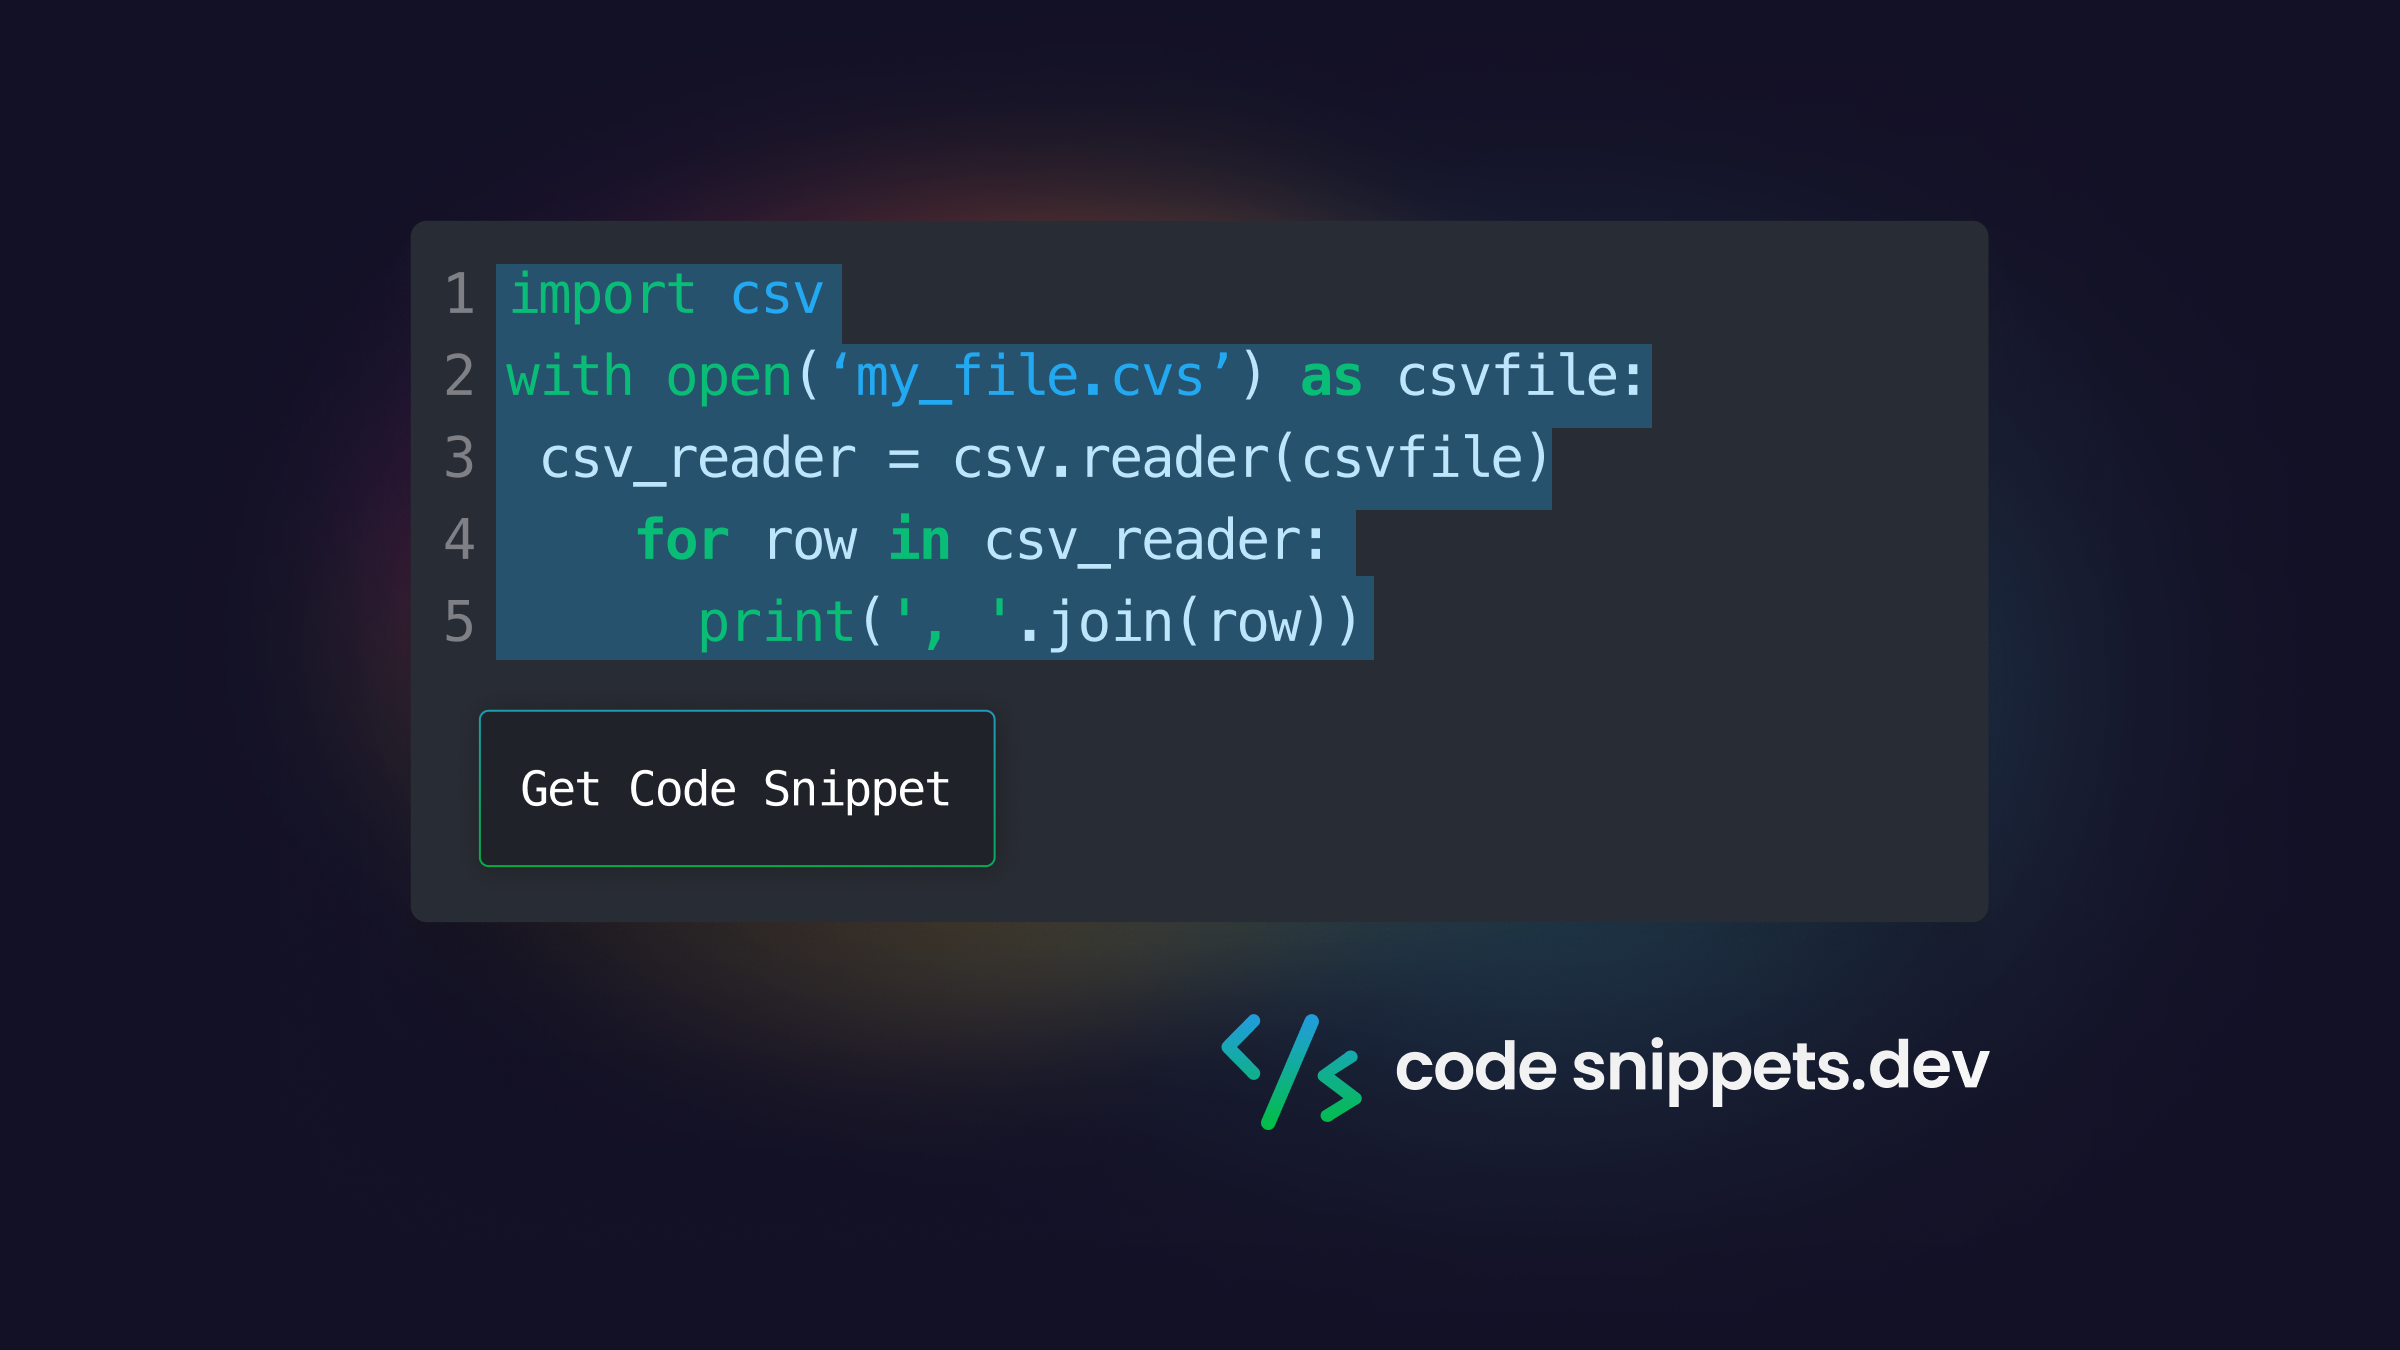 1 import csv
2 with open(‘my_file.cvs’) as csvfile:
3  csv_reader = csv.reader(csvfile)
4     for row in csv_reader:
5       print(', '.join(row))
Get Code Snippet
code snippets.dev